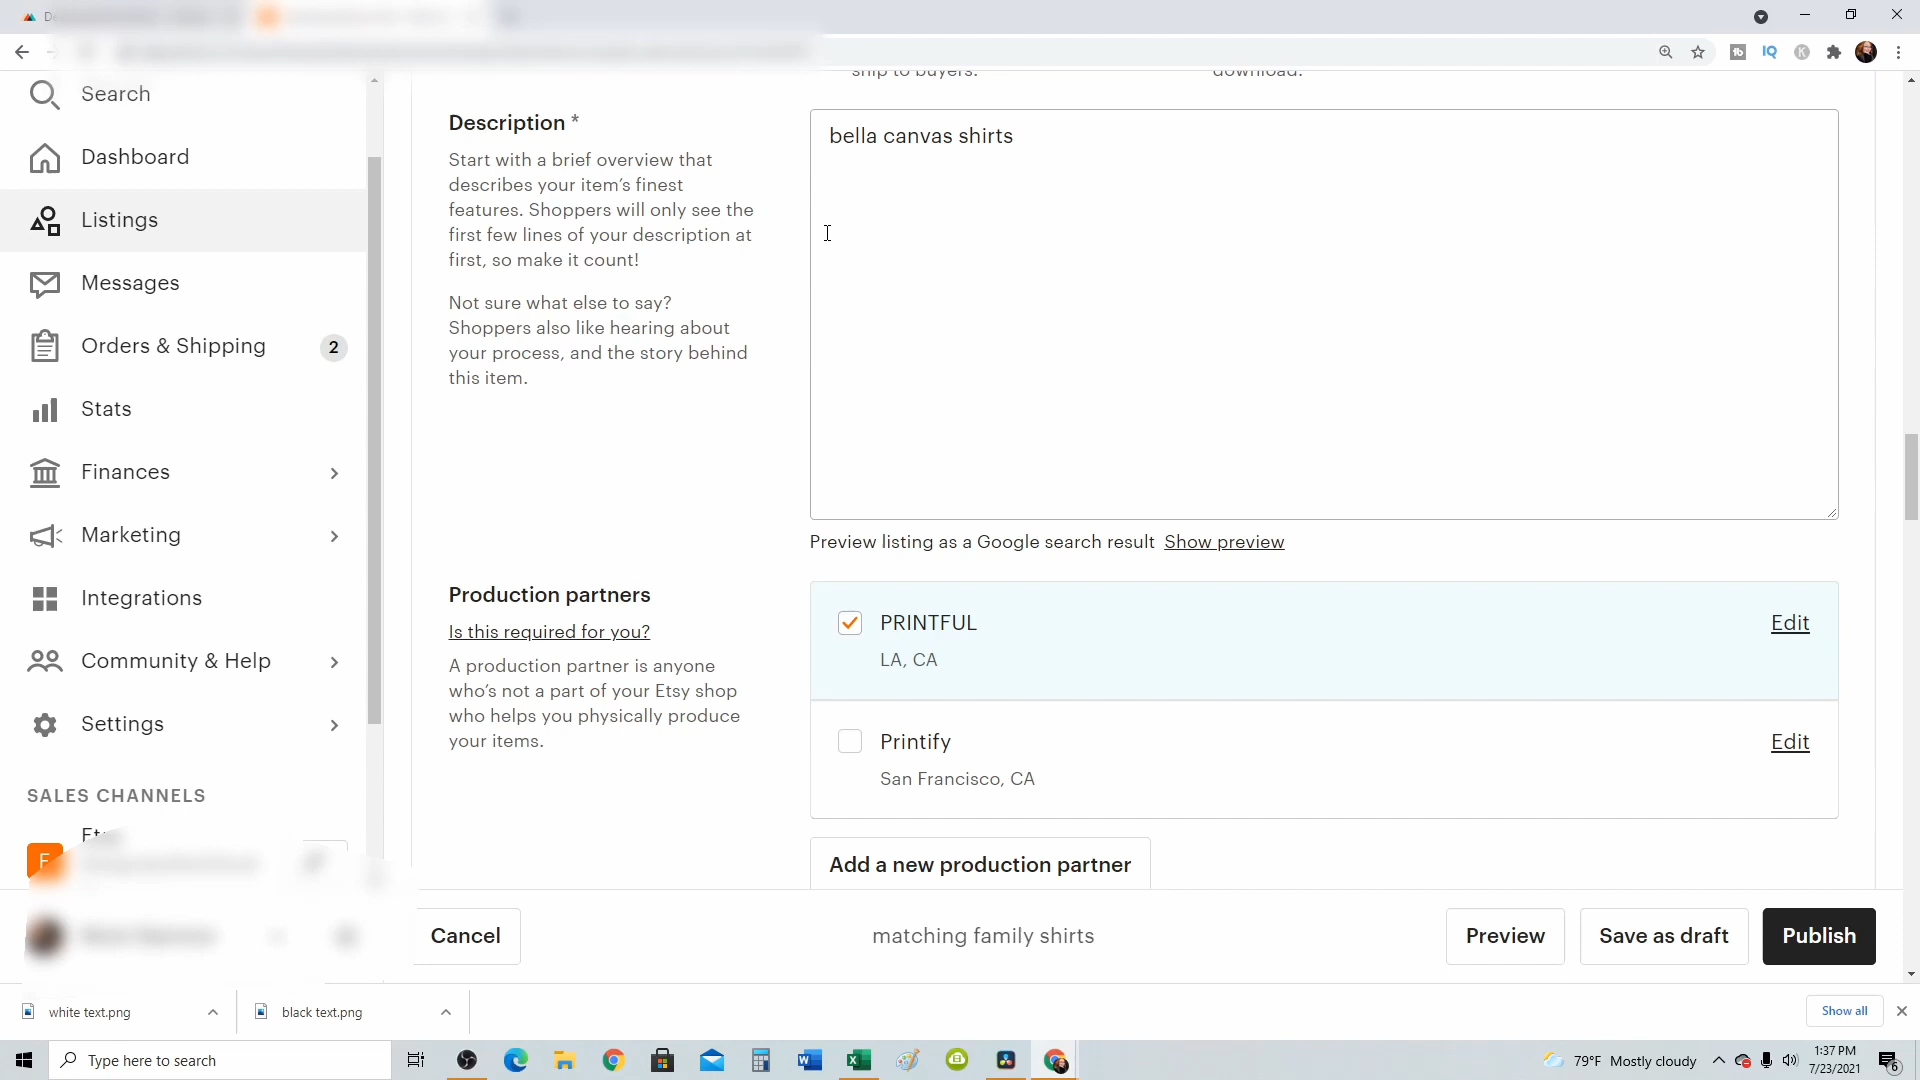 ship to buyers.
download.
Search
Dashboard
Listings
Messages
Orders & Shipping
2
Stats
Finances
Marketing
Integrations
Community & Help
Settings
SALES CHANNELS
E
Description *
Start with a brief overview that
describes your item's finest
features. Shoppers will only see the
first few lines of your description at
first, so make it count!
Not sure what else to say?
Shoppers also like hearing about
your process, and the story behind
this item.
bella canvas shirts
Preview listing as a Google search result Show preview
Production partners
Is this required for you?
A production partner is anyone
who's not a part of your Etsy shop
who helps you physically produce
your items.
PRINTFUL
LA, CA
Edit
Printify
San Francisco, CA
Edit
Add a new production partner
Cancel
matching family shirts
Preview
Save as draft
Publish
white text.png
black text.png
Show all
Type here to search
79°F Mostly cloudy
1:37 PM
7/23/2021
6